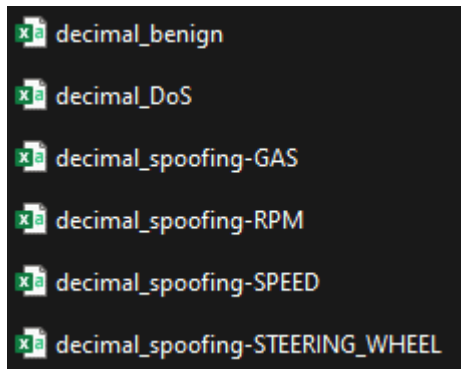 decimal_benign
decimal_DoS
decimal_spoofing-GAS
decimal_spoofing-RPM
decimal_spoofing-SPEED
decimal_spoofing-STEERING_WHEEL